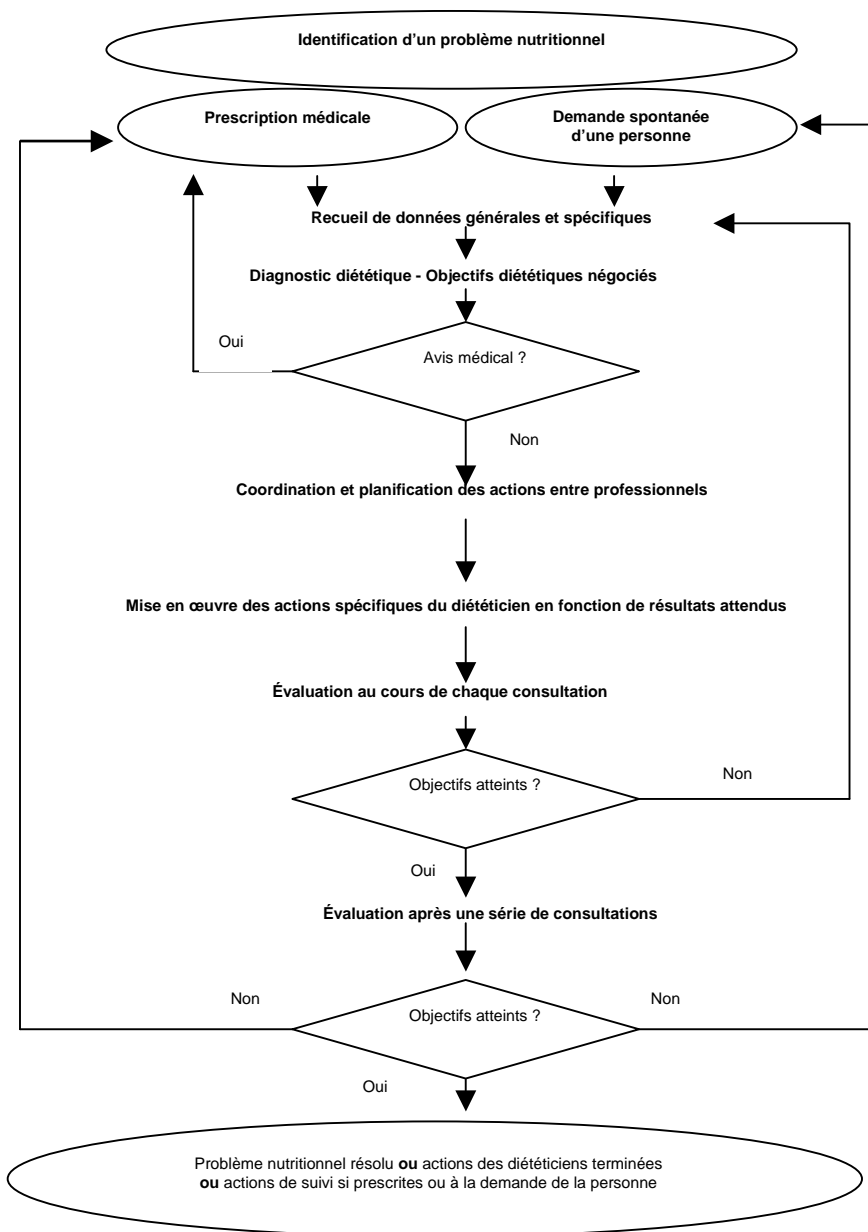 Identification d’un problème nutritionnel
Prescription médicale
Demande spontanée
d’une personne
Recueil de données générales et spécifiques
Diagnostic diététique - Objectifs diététiques négociés
Oui
Avis médical ?
Non
Coordination et planification des actions entre professionnels
Mise en œuvre des actions spécifiques du diététicien en fonction de résultats attendus
Évaluation au cours de chaque consultation
Objectifs atteints ?
Non
Oui
Évaluation après une série de consultations
Non
Objectifs atteints ?
Non
Oui
Problème nutritionnel résolu ou actions des diététiciens terminées
ou actions de suivi si prescrites ou à la demande de la personne